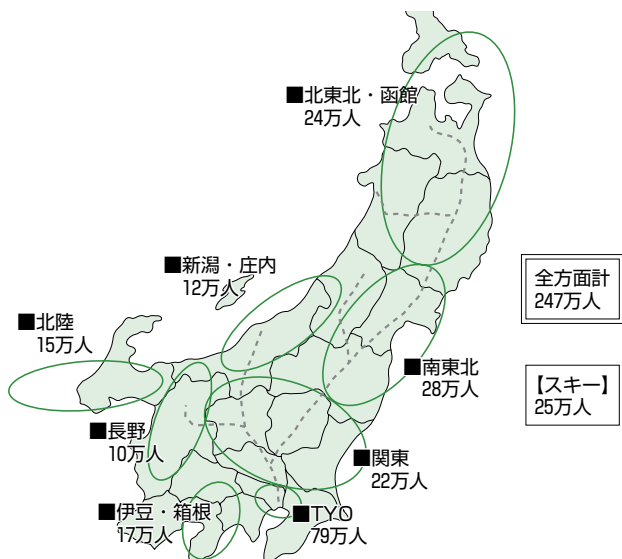 ■北東北・函館
24万人
■新潟・庄内
12万人
全方面計
247万人
■北陸
15万人
■南東北
28万人
【スキー】
25万人
■長野
10万人
■関東
22万人
■伊豆・箱根
17万人
■TYO
79万人